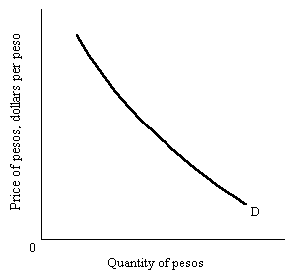 Price of pesos, dollars per peso
D
0
Quantity of pesos